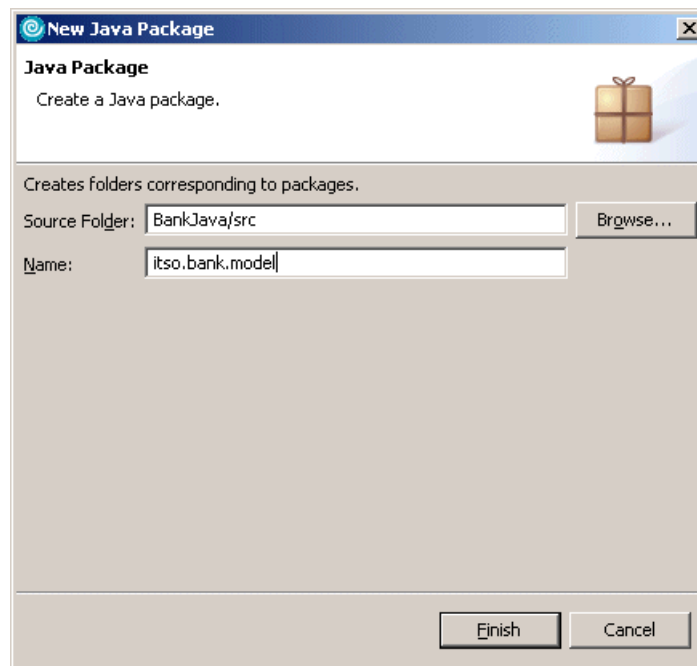 New Java Package
Java Package
Create a Java package.
Creates folders corresponding to packages.
Source Folder: BankJava/src Browse...
Name: itso.bank.model
Finish Cancel